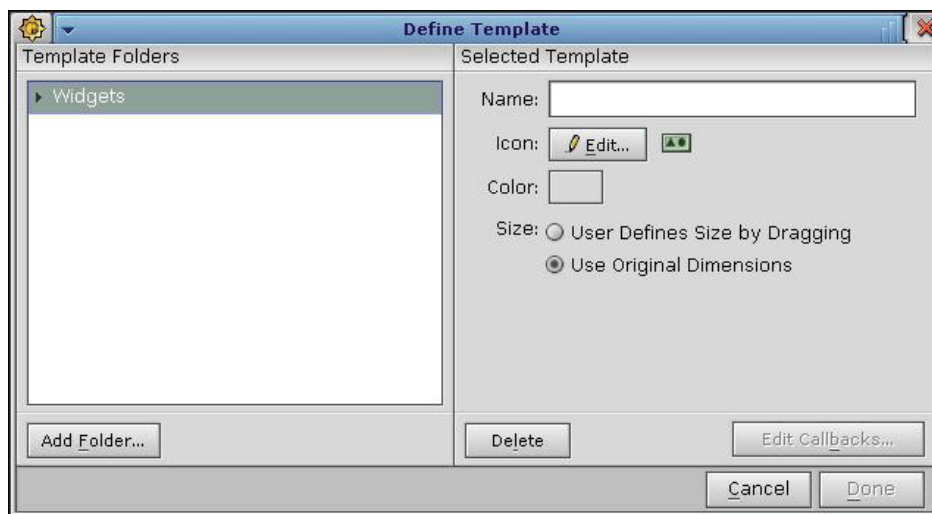 Define Template
Template Folders
Selected Template
Widgets
Name:
Icon: Edit...
Color:
Size: User Defines Size by Dragging
Use Original Dimensions
Add Folder...
Delete
Edit Callbacks...
Cancel
Done